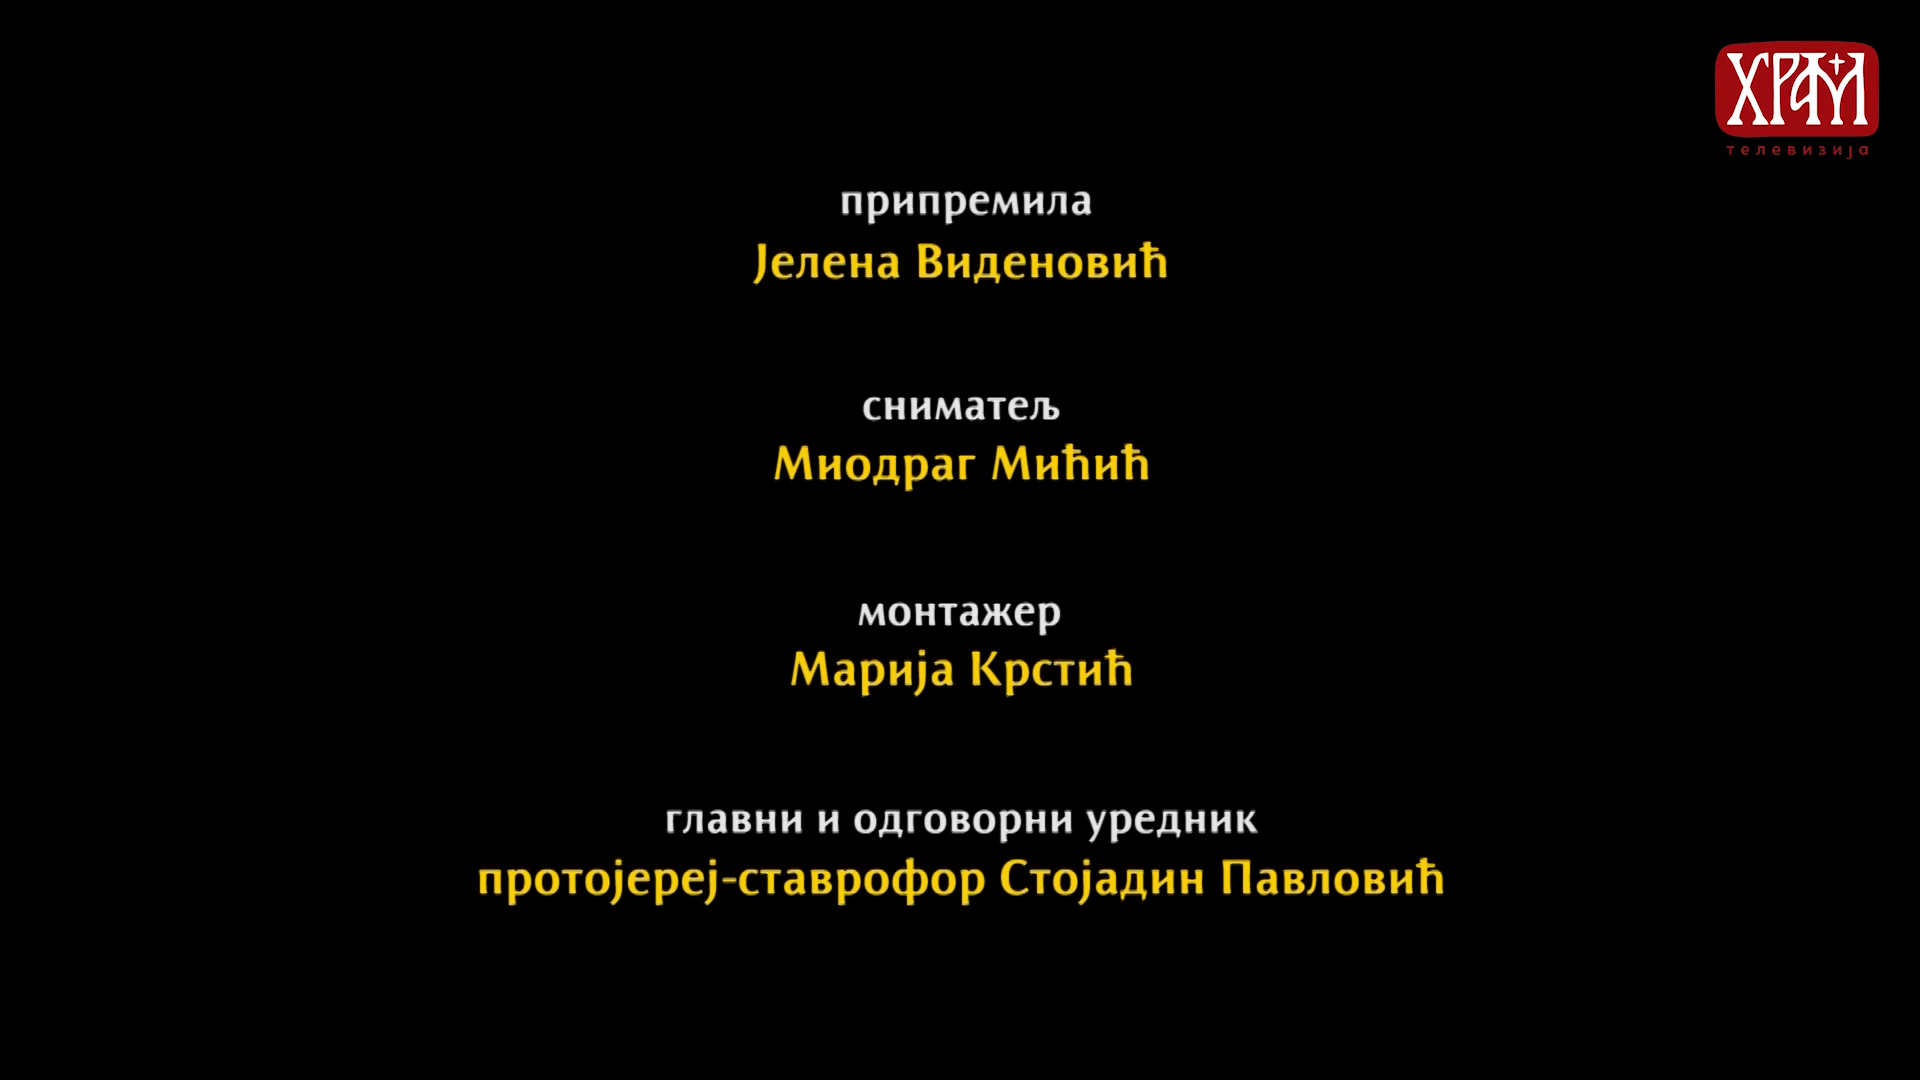 ХРАМ
телевизија
припремила
Јелена Виденовић
сниматељ
Миодраг Мићић
монтажер
Марија Крстић
главни и одговорни уредник
протојереј-ставрофор Стојадин Павловић